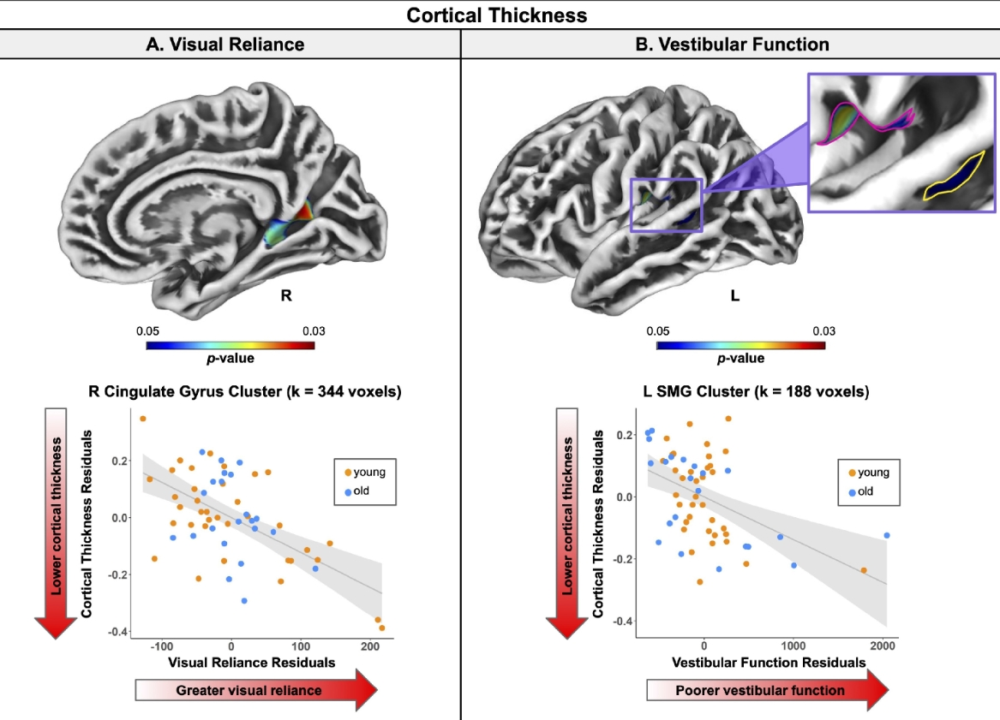 Cortical Thickness
A. Visual Reliance
B. Vestibular Function
R
0.05 0.03
p-value
L
0.05 0.03
p-value
R Cingulate Gyrus Cluster (k = 344 voxels)
Lower cortical thickness
Cortical Thickness Residuals
0.2
0.0
-0.2
-0.4
young
old
-100 0 100 200
Visual Reliance Residuals
Greater visual reliance
L SMG Cluster (k = 188 voxels)
Lower cortical thickness
Cortical Thickness Residuals
0.2
0.0
-0.2
-0.4
young
old
0 1000 2000
Vestibular Function Residuals
Poorer vestibular function